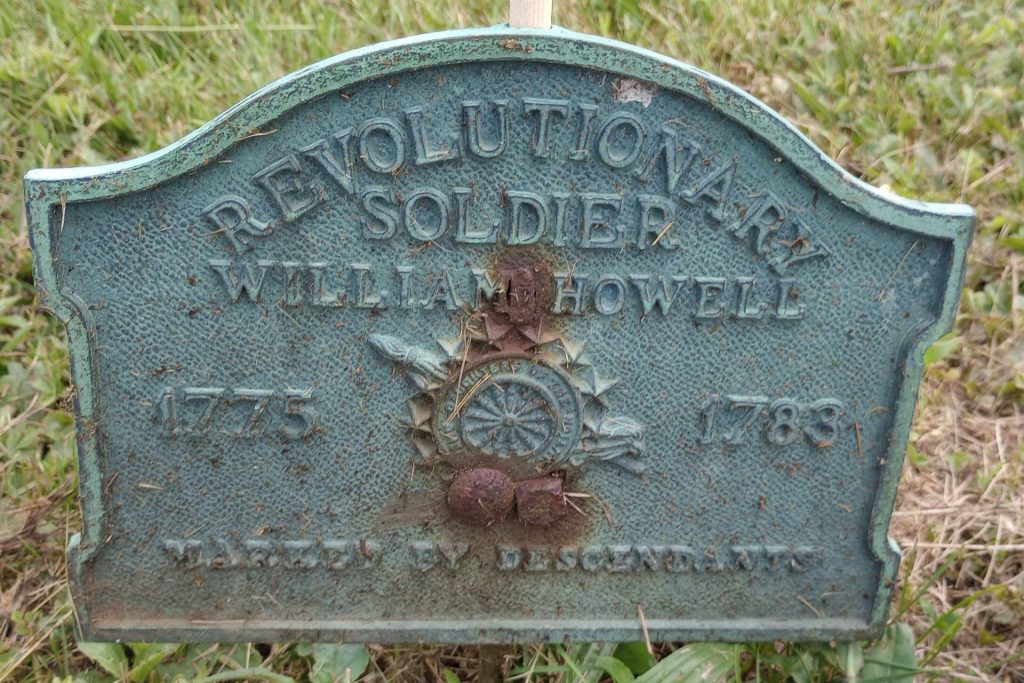 REVOLUTIONARY
SOLDIER
WILLIAM HOWELL
1775 1783
MARKED BY DESCENDANTS